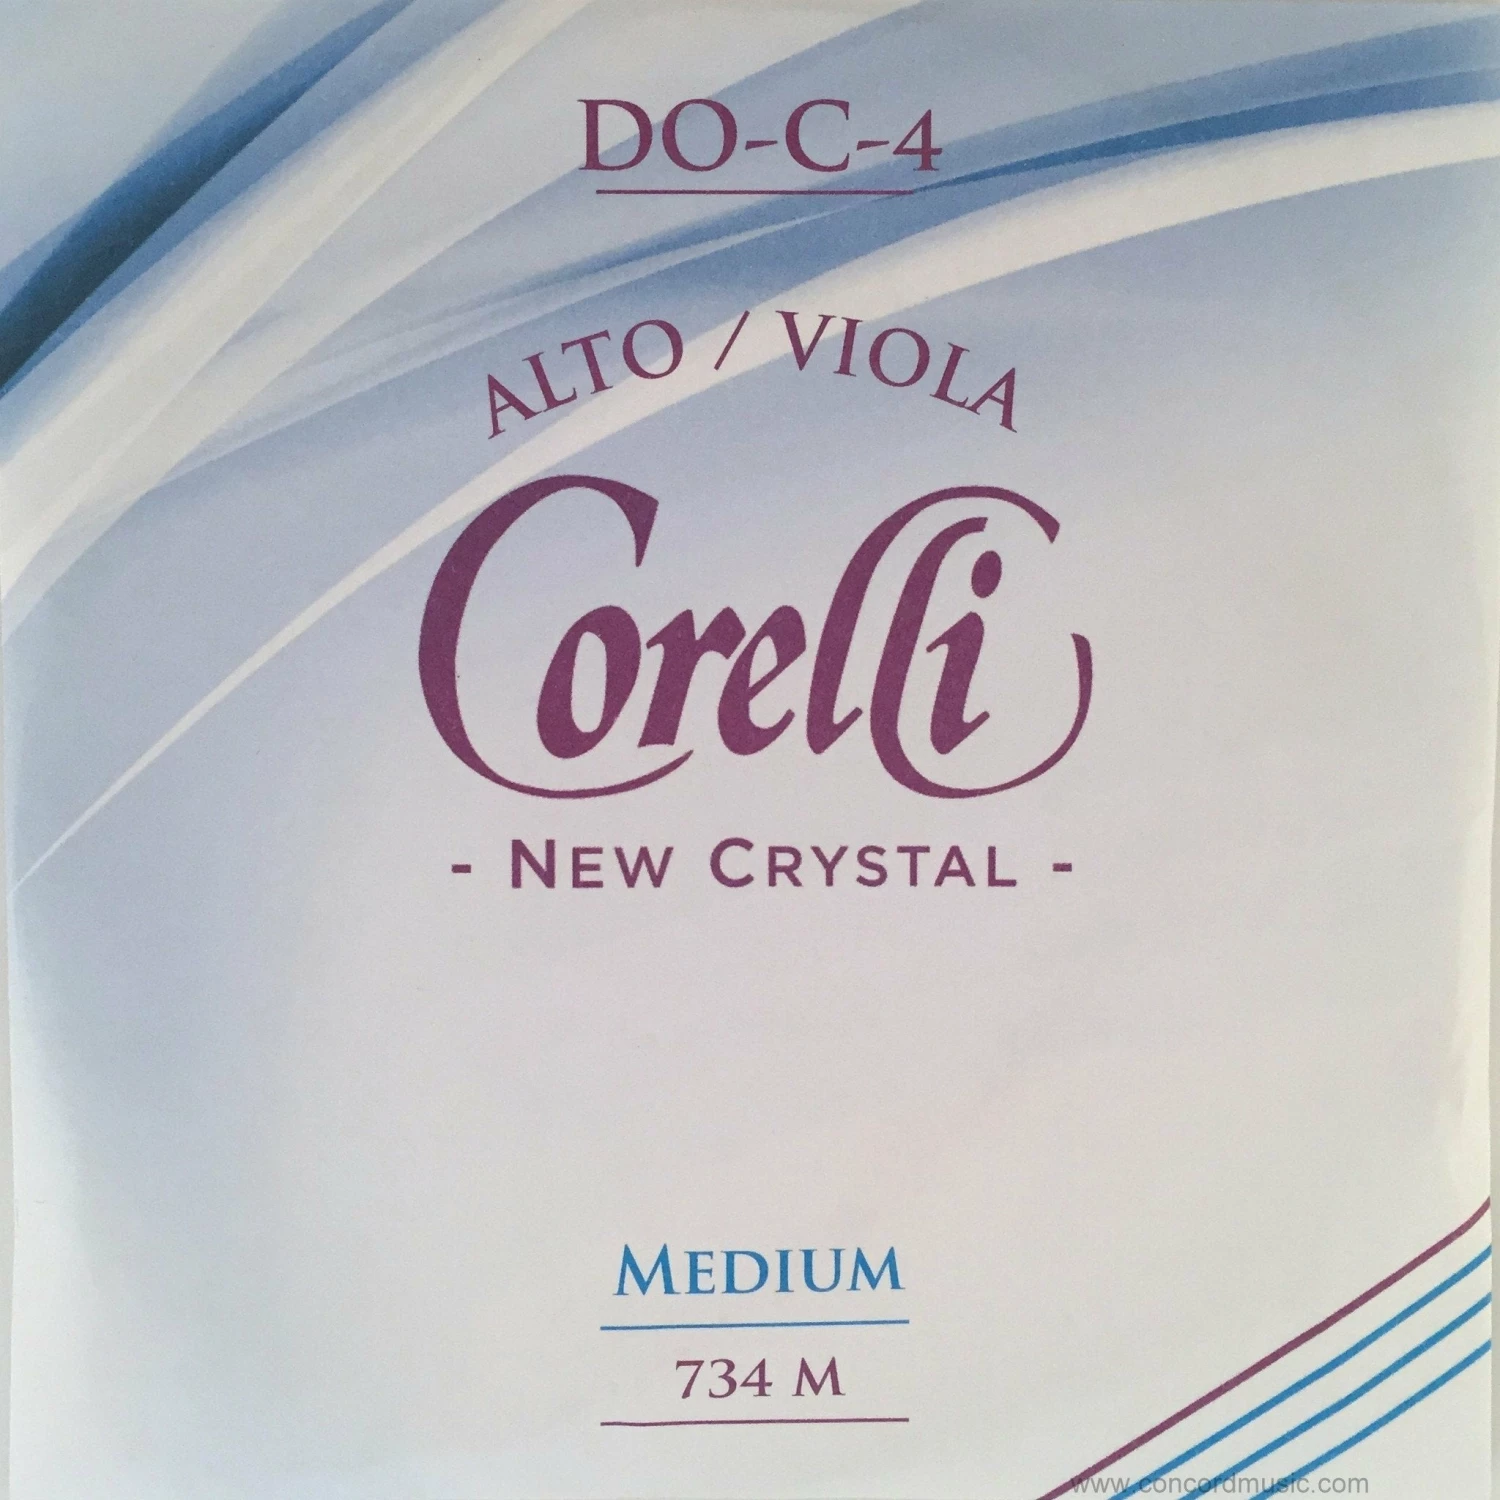 DO-C-4
ALTO / VIOLA
Corelli
- NEW CRYSTAL -
MEDIUM
734 M
www.concordmusic.com